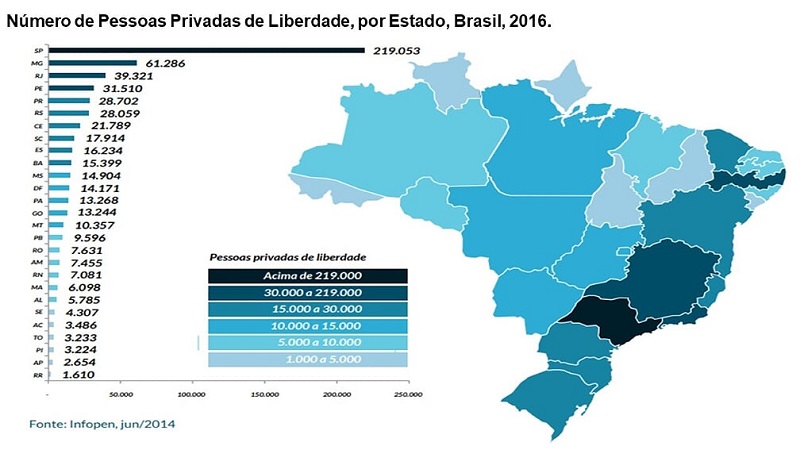 Número de Pessoas Privadas de Liberdade, por Estado, Brasil, 2016.
SP 219.053
MG 61.286
RJ 39.321
PE 31.510
PR 28.702
RS 28.059
CE 21.789
SC 17.914
ES 16.234
BA 15.399
MS 14.904
DF 14.171
PA 13.268
GO 13.244
MT 10.357
PB 9.596
RO 7.631
AM 7.455
RN 7.081
MA 6.098
AL 5.785
SE 4.307
AC 3.486
TO 3.233
PI 3.224
AP 2.654
RR 1.610
- 50.000 100.000 150.000 200.000 250.000
Pessoas privadas de liberdade
Acima de 219.000
30.000 a 219.000
15.000 a 30.000
10.000 a 15.000
5.000 a 10.000
1.000 a 5.000
Fonte: Infopen, jun/2014